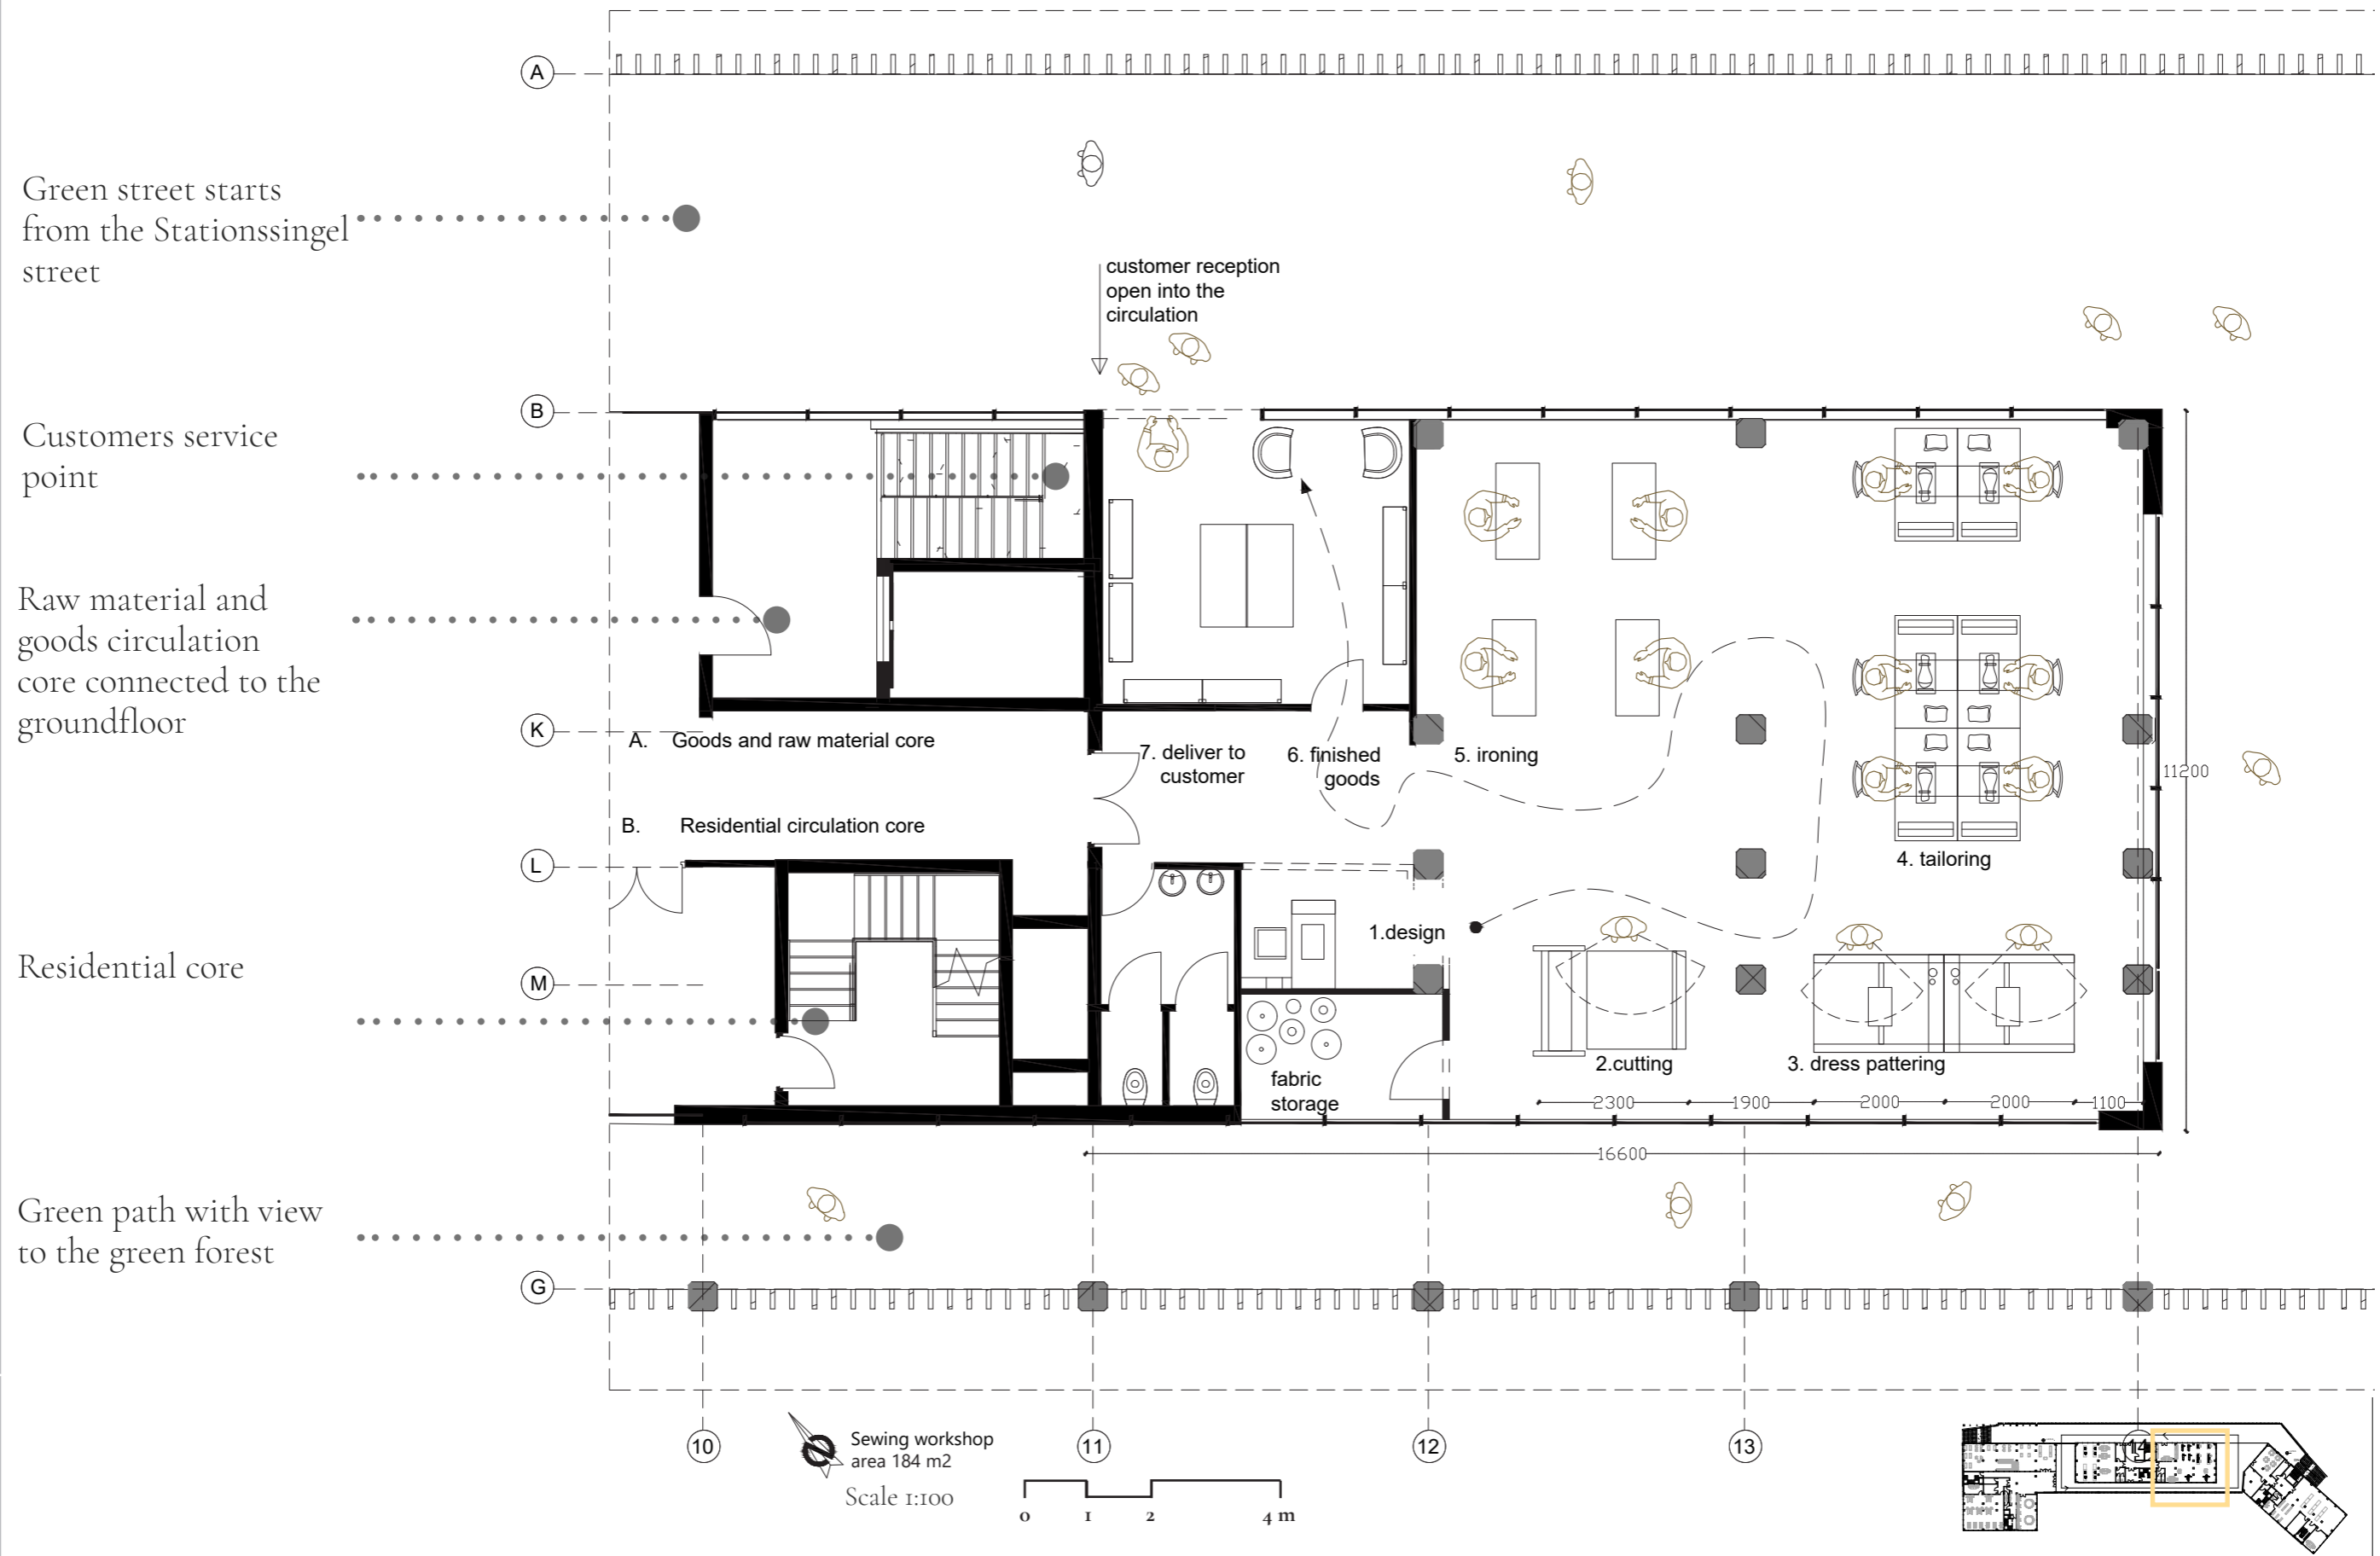 A
Green street starts
from the Stationssingel
street
customer reception
open into the
circulation
B
Customers service
point
Raw material and
goods circulation
core connected to the
groundfloor
K
A. Goods and raw material core
7. deliver to
customer
6. finished
goods
5. ironing
11200
B. Residential circulation core
L
4. tailoring
1.design
Residential core
M
2.cutting
3. dress pattering
fabric
storage
2300
1900
2000
2000
1100
16600
Green path with view
to the green forest
G
10
11
12
13
14
N
Sewing workshop
area 184 m2
Scale 1:100
0
1
2
4 m